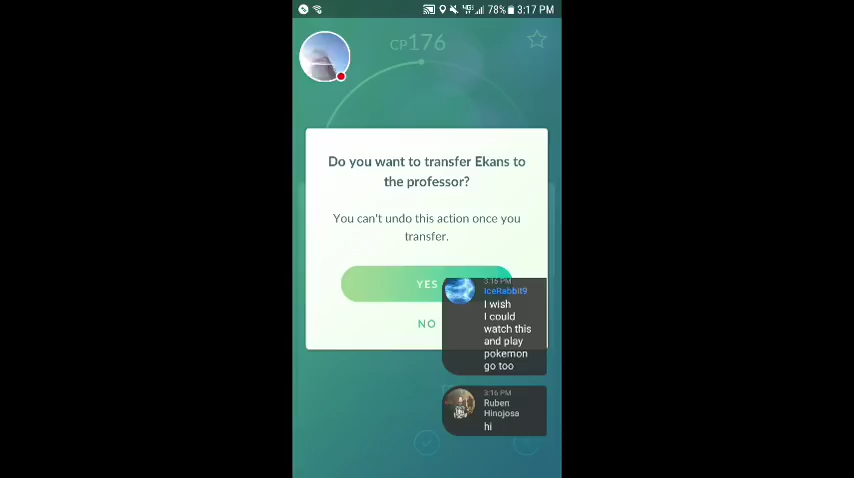 78% 3:17 PM
CP176
Do you want to transfer Ekans to
the professor?
You can't undo this action once you
transfer.
YES
NO
3:16 PM
IceRabbit9
I wish
I could
watch this
and play
pokemon
go too
3:16 PM
Ruben
Hinojosa
hi